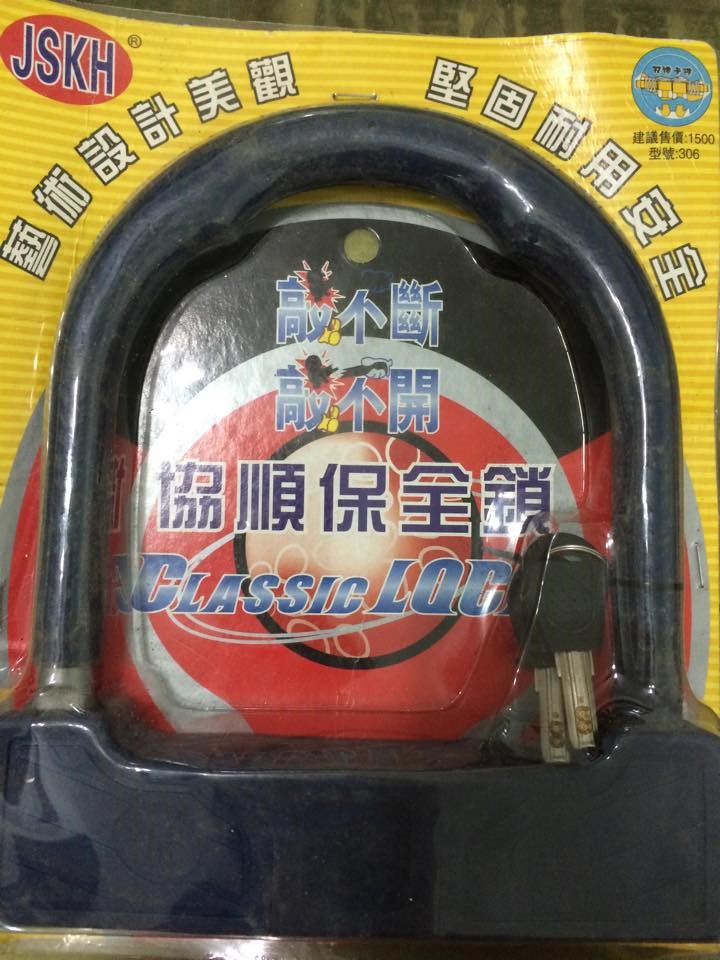 JSKH®
藝術設計美觀
堅固耐用安全
建議售價:1500
型號:306
敲不斷
敲不開
協順保全鎖
CLASSIC LOC